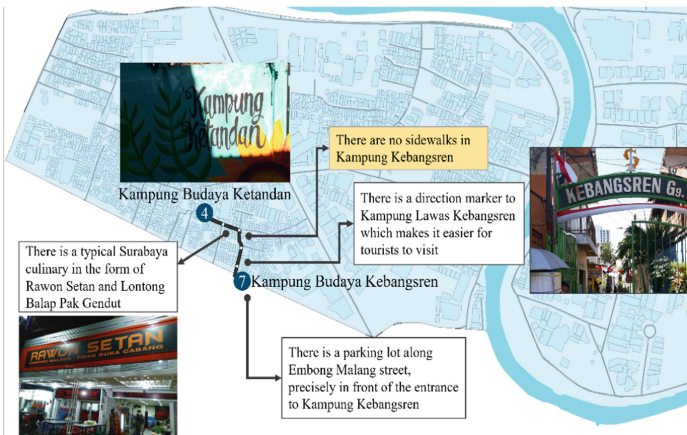 Kampung
Ketandan
There are no sidewalks in
Kampung Kebangsren
Kampung Budaya Ketandan
4
There is a direction marker to
Kampung Lawas Kebangsren
which makes it easier for
tourists to visit
KEBANGSREN Gg.
There is a typical Surabaya
culinary in the form of
Rawon Setan and Lontong
Balap Pak Gendut
7 Kampung Budaya Kebangsren
RAWON SETAN
There is a parking lot along
Embong Malang street,
precisely in front of the entrance
to Kampung Kebangsren